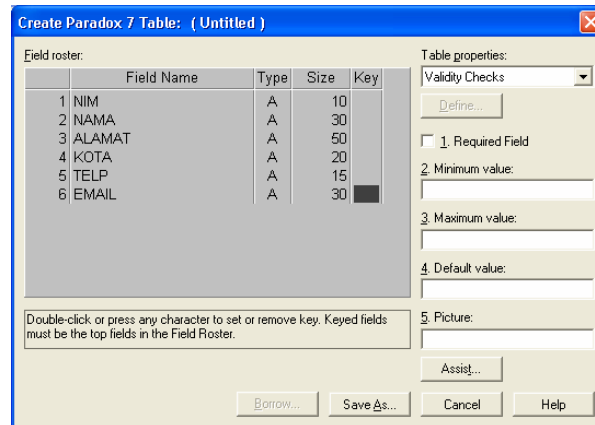 Create Paradox 7 Table: ( Untitled )
Field roster:
Field Name Type Size Key
1 NIM A 10
2 NAMA A 30
3 ALAMAT A 50
4 KOTA A 20
5 TELP A 15
6 EMAIL A 30
Double-click or press any character to set or remove key. Keyed fields
must be the top fields in the Field Roster.
Table properties:
Validity Checks
Define...
1. Required Field
2. Minimum value:
3. Maximum value:
4. Default value:
5. Picture:
Assist...
Borrow... Save As... Cancel Help